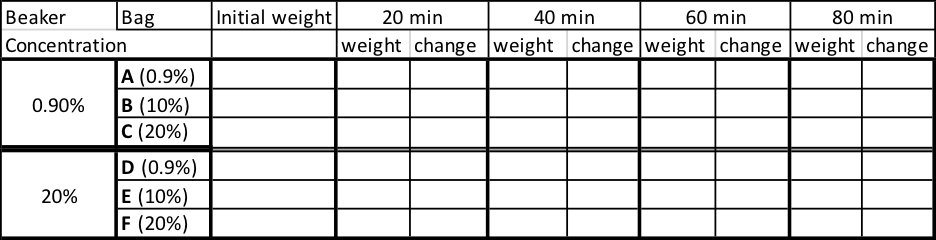 Beaker Bag Initial weight 20 min 40 min 60 min 80 min
Concentration weight change weight change weight change weight change
A (0.9%)
0.90% B (10%)
C (20%)
D (0.9%)
20% E (10%)
F (20%)